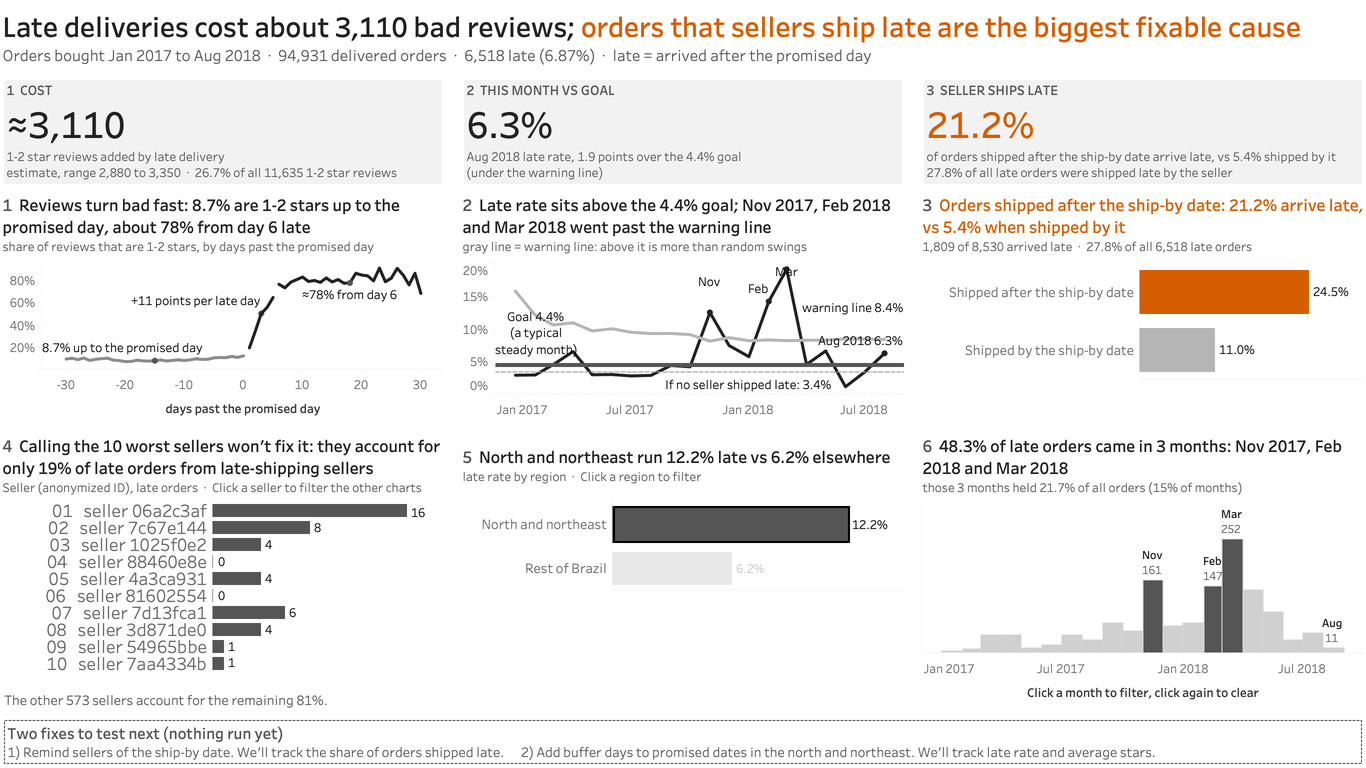 Late deliveries cost about 3,110 bad reviews; orders that sellers ship late are the biggest fixable cause
Orders bought Jan 2017 to Aug 2018 · 94,931 delivered orders · 6,518 late (6.87%) · late = arrived after the promised day
1 COST
≈3,110
1-2 star reviews added by late delivery
estimate, range 2,880 to 3,350 · 26.7% of all 11,635 1-2 star reviews
2 THIS MONTH VS GOAL
6.3%
Aug 2018 late rate, 1.9 points over the 4.4% goal
(under the warning line)
3 SELLER SHIPS LATE
21.2%
of orders shipped after the ship-by date arrive late, vs 5.4% shipped by it
27.8% of all late orders were shipped late by the seller
1 Reviews turn bad fast: 8.7% are 1-2 stars up to the
promised day, about 78% from day 6 late
share of reviews that are 1-2 stars, by days past the promised day
80%
60%
40%
20%
+11 points per late day
≈78% from day 6
8.7% up to the promised day
-30
-20
-10
0
10
20
30
days past the promised day
2 Late rate sits above the 4.4% goal; Nov 2017, Feb 2018
and Mar 2018 went past the warning line
gray line = warning line: above it is more than random swings
20%
15%
10%
5%
0%
Mar
Nov
Feb
warning line 8.4%
Goal 4.4%
(a typical
steady month)
Aug 2018 6.3%
If no seller shipped late: 3.4%
Jan 2017
Jul 2017
Jan 2018
Jul 2018
3 Orders shipped after the ship-by date: 21.2% arrive late,
vs 5.4% when shipped by it
1,809 of 8,530 arrived late · 27.8% of all 6,518 late orders
Shipped after the ship-by date
24.5%
Shipped by the ship-by date
11.0%
4 Calling the 10 worst sellers won't fix it: they account for
only 19% of late orders from late-shipping sellers
Seller (anonymized ID), late orders · Click a seller to filter the other charts
01 seller 06a2c3af 16
02 seller 7c67e144 8
03 seller 1025f0e2 4
04 seller 88460e8e 0
05 seller 4a3ca931 4
06 seller 81602554 0
07 seller 7d13fca1 6
08 seller 3d871de0 4
09 seller 54965bbe 1
10 seller 7aa4334b 1
The other 573 sellers account for the remaining 81%.
5 North and northeast run 12.2% late vs 6.2% elsewhere
late rate by region · Click a region to filter
North and northeast
12.2%
Rest of Brazil
6.2%
6 48.3% of late orders came in 3 months: Nov 2017, Feb
2018 and Mar 2018
those 3 months held 21.7% of all orders (15% of months)
Mar
252
Nov
161
Feb
147
Aug
11
Jan 2017
Jul 2017
Jan 2018
Jul 2018
Click a month to filter, click again to clear
Two fixes to test next (nothing run yet)
1) Remind sellers of the ship-by date. We'll track the share of orders shipped late. 2) Add buffer days to promised dates in the north and northeast. We'll track late rate and average stars.